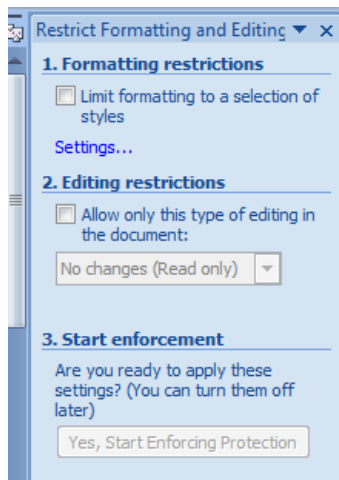 Restrict Formatting and Editing
1. Formatting restrictions
Limit formatting to a selection of
styles
Settings...
2. Editing restrictions
Allow only this type of editing in
the document:
No changes (Read only)
3. Start enforcement
Are you ready to apply these
settings? (You can turn them off
later)
Yes, Start Enforcing Protection